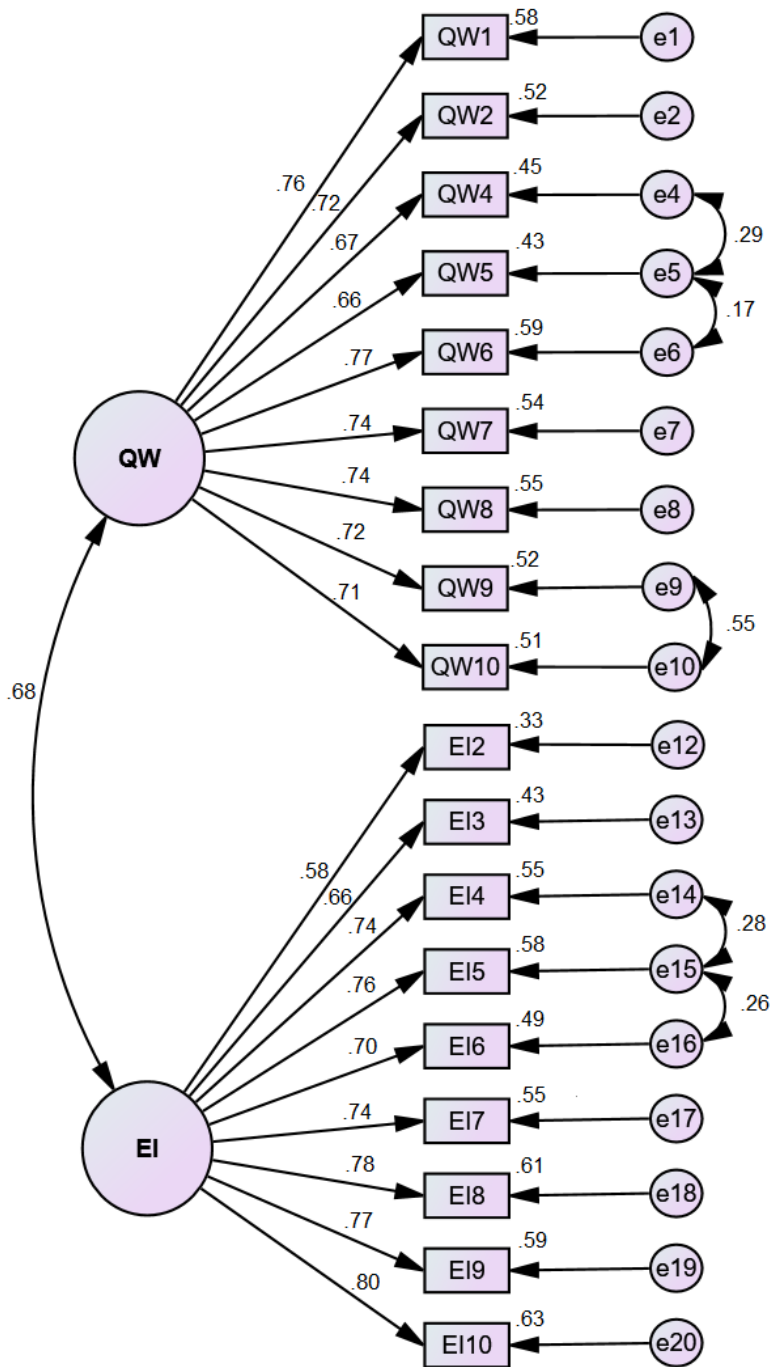 .58
QW1 e1
.52
QW2 e2
.76
.72
.45
QW4 e4
.29
.67
.43
QW5 e5
.66
.17
.59
QW6 e6
.77
.54
QW7 e7
.74
QW
.74
.55
QW8 e8
.72
.52
QW9 e9
.71
.55
.51
QW10 e10
.68
.33
EI2 e12
.43
EI3 e13
.58
.66
.55
EI4 e14
.74
.28
.58
EI5 e15
.76
.26
.49
EI6 e16
.70
.55
EI7 e17
.74
EI
.78
.61
EI8 e18
.77
.59
EI9 e19
.80
.63
EI10 e20